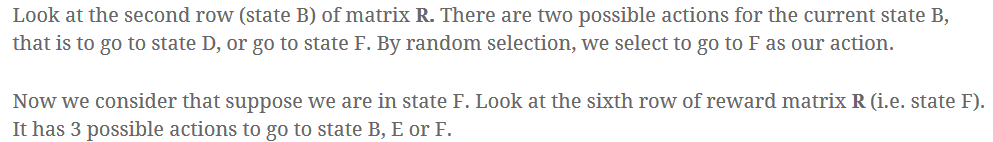 Look at the second row (state B) of matrix R. There are two possible actions for the current state B,
that is to go to state D, or go to state F. By random selection, we select to go to F as our action.
Now we consider that suppose we are in state F. Look at the sixth row of reward matrix R (i.e. state F).
It has 3 possible actions to go to state B, E or F.